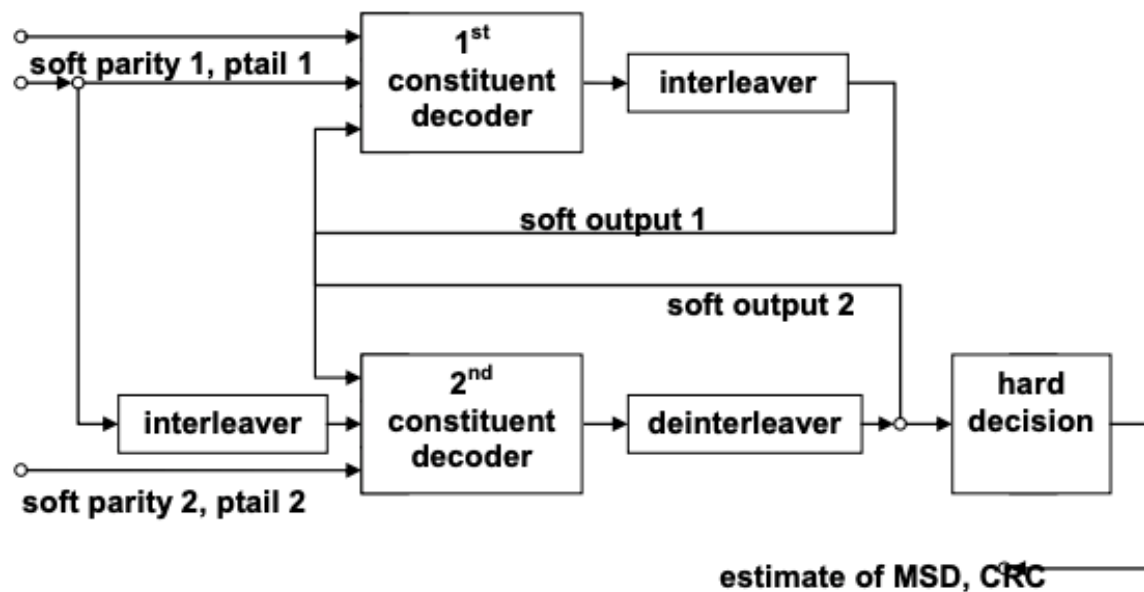 soft parity 1, ptail 1
1st
constituent
decoder
interleaver
soft output 1
soft output 2
interleaver
2nd
constituent
decoder
deinterleaver
hard
decision
soft parity 2, ptail 2
estimate of MSD, CRC